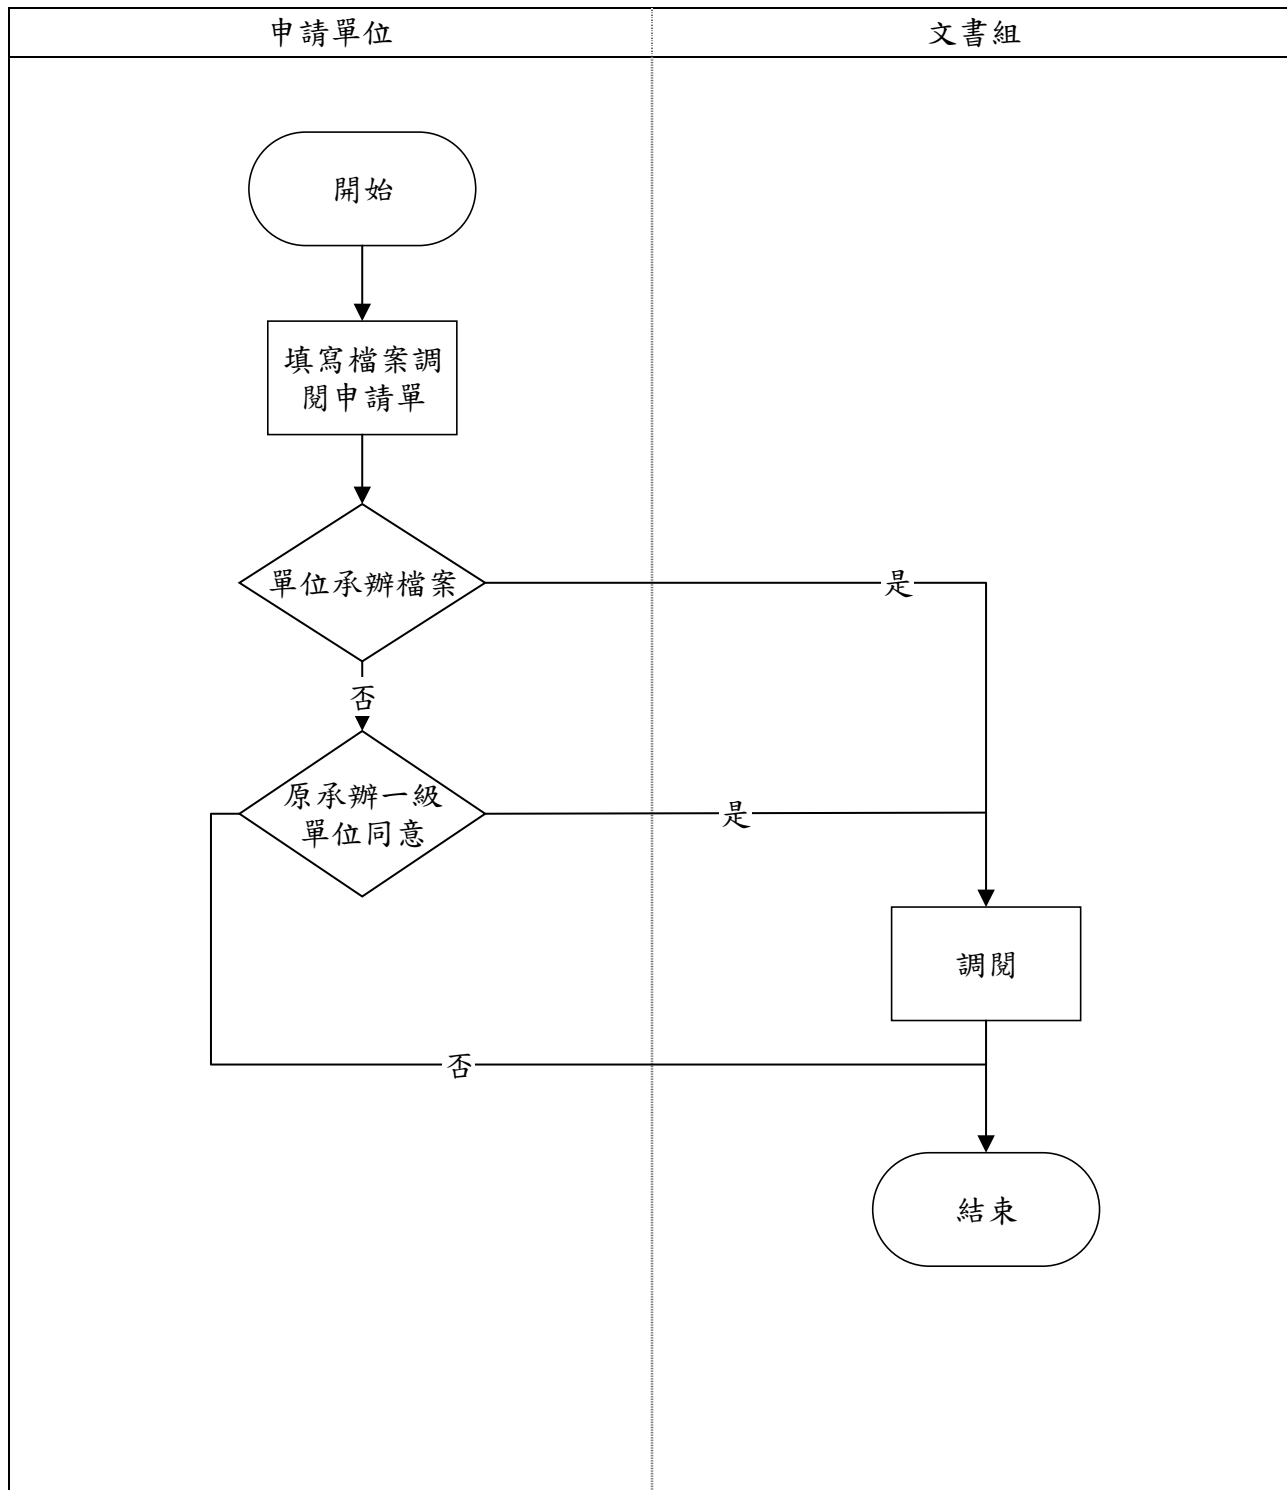 申請單位
文書組
開始
填寫檔案調
閱申請單
單位承辦檔案
是
否
原承辦一級
單位同意
是
調閱
否
結束